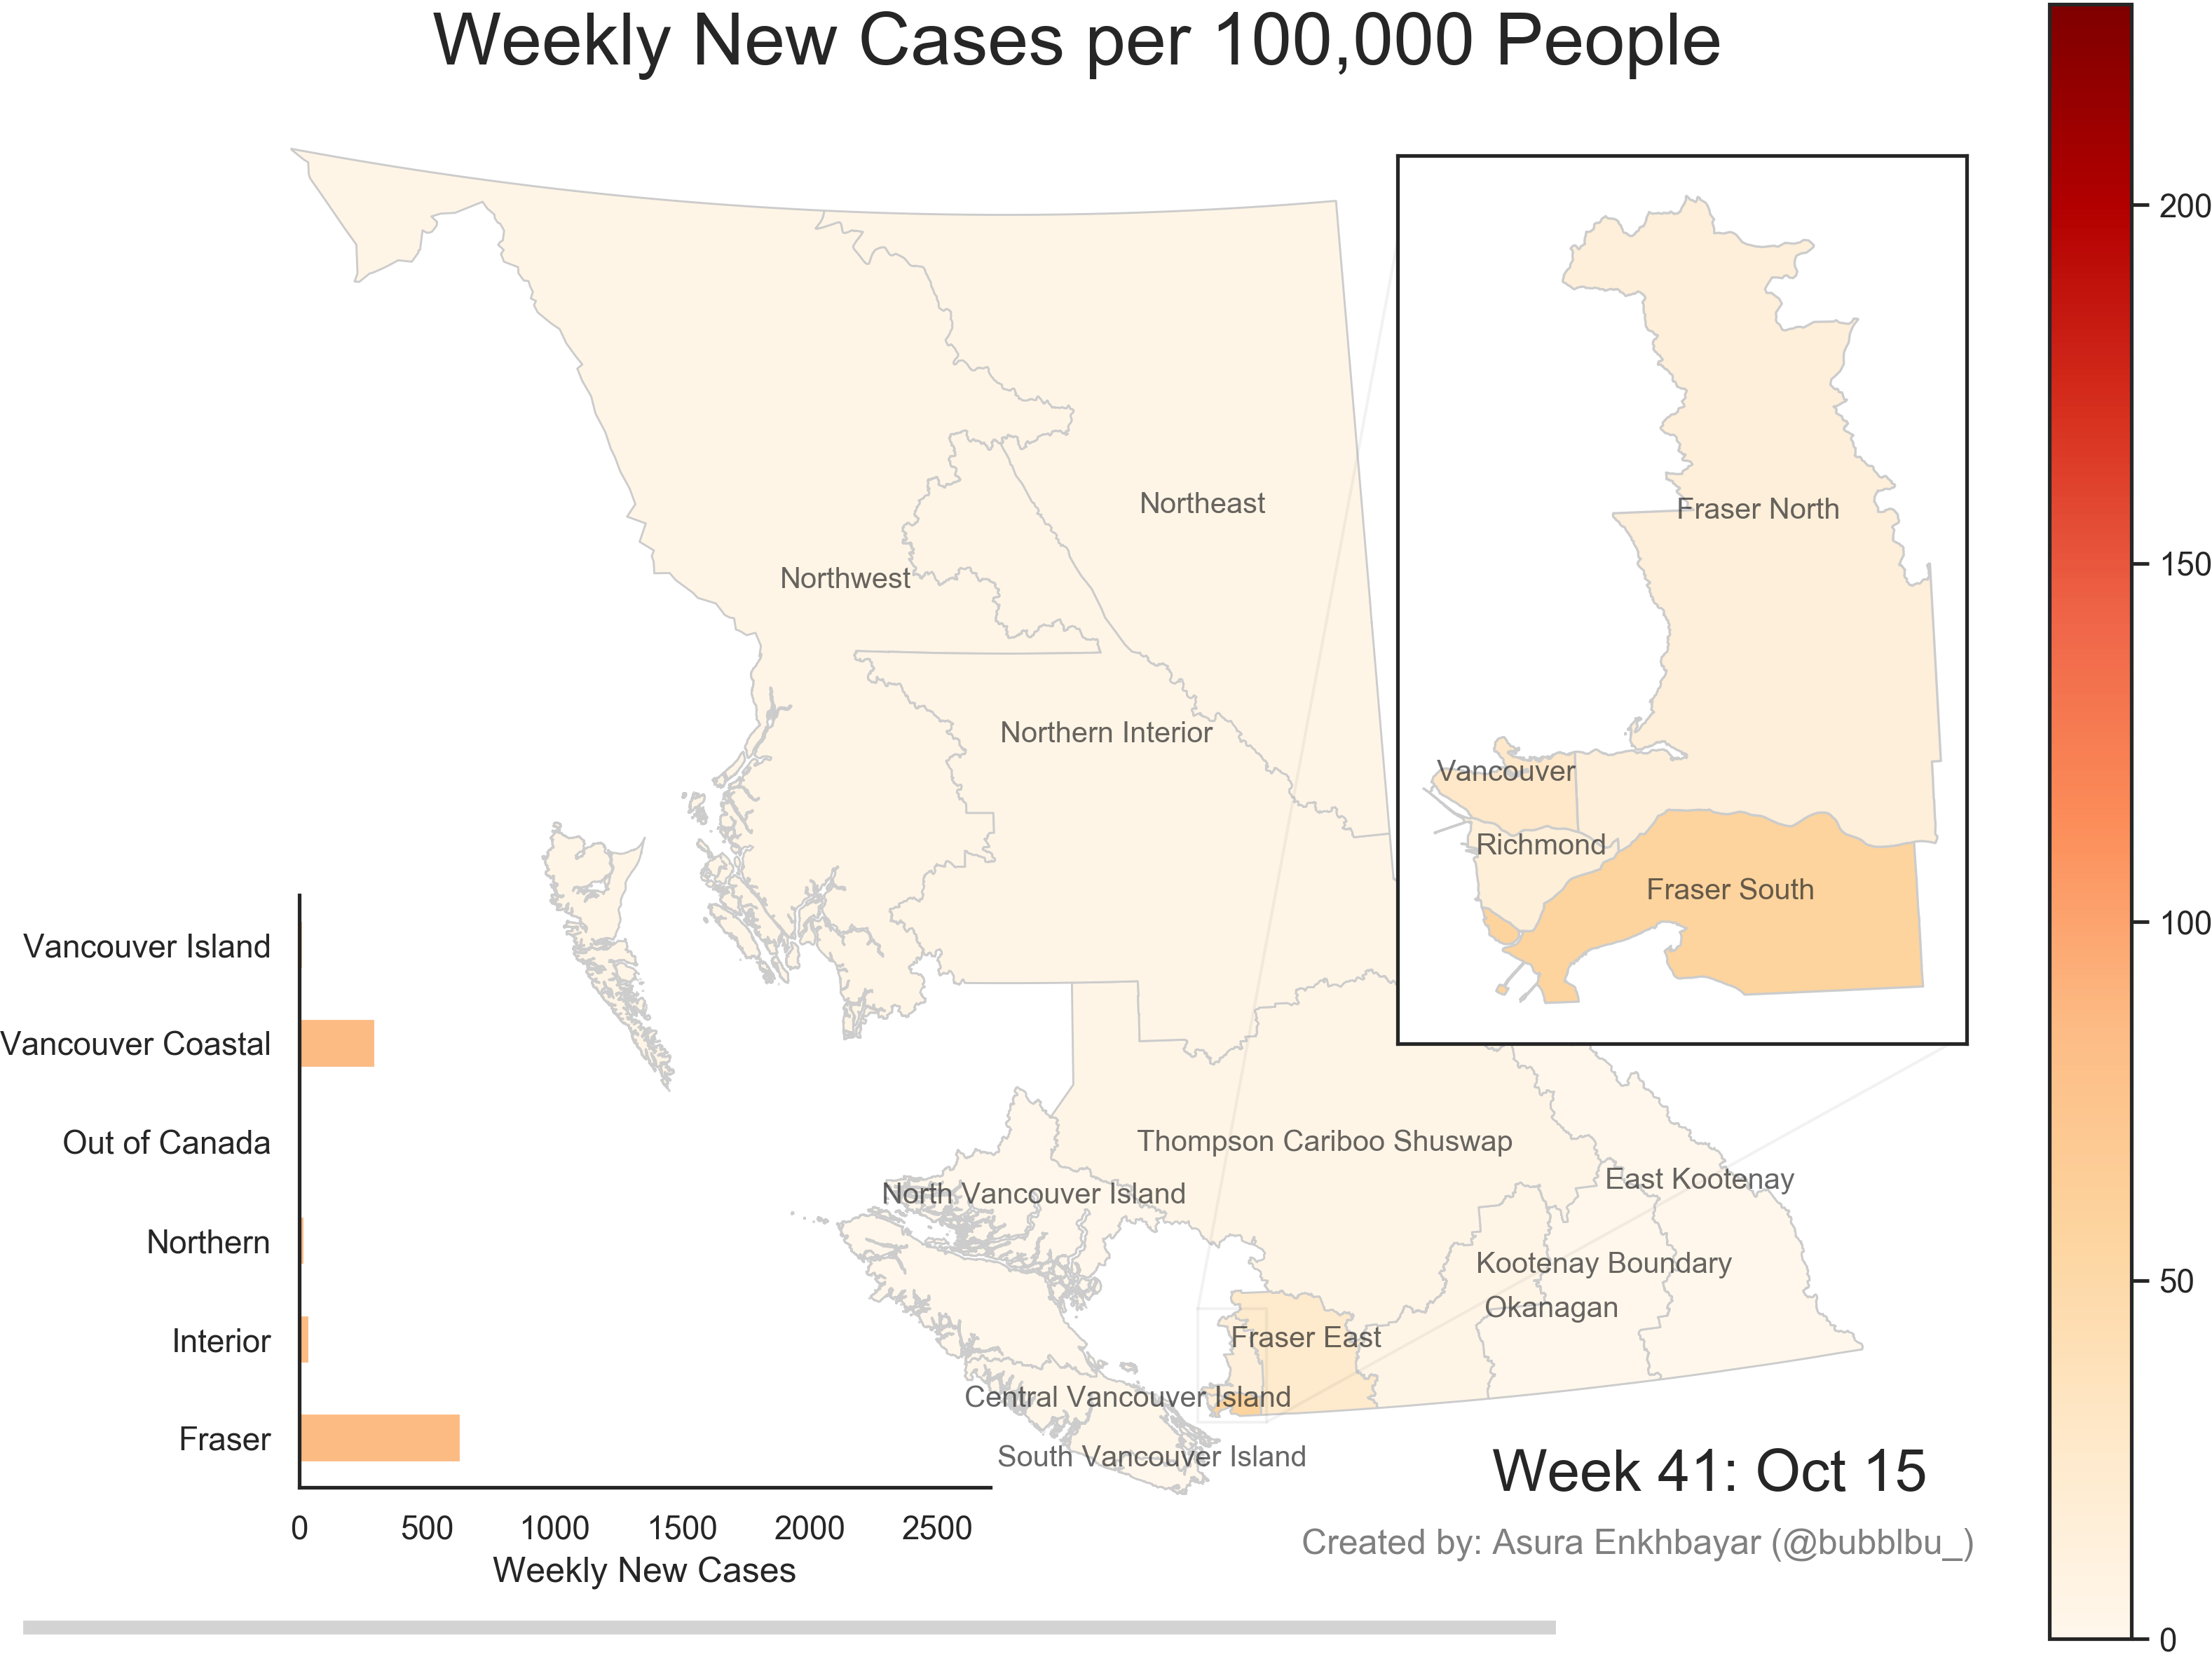 Weekly New Cases per 100,000 People
200
150
100
50
0
Northeast
Northwest
Northern Interior
Fraser North
Vancouver
Richmond
Fraser South
Thompson Cariboo Shuswap
East Kootenay
North Vancouver Island
Kootenay Boundary
Okanagan
Fraser East
Central Vancouver Island
South Vancouver Island
Vancouver Island
Vancouver Coastal
Out of Canada
Northern
Interior
Fraser
0 500 1000 1500 2000 2500
Weekly New Cases
Week 41: Oct 15
Created by: Asura Enkhbayar (@bubblbu_)